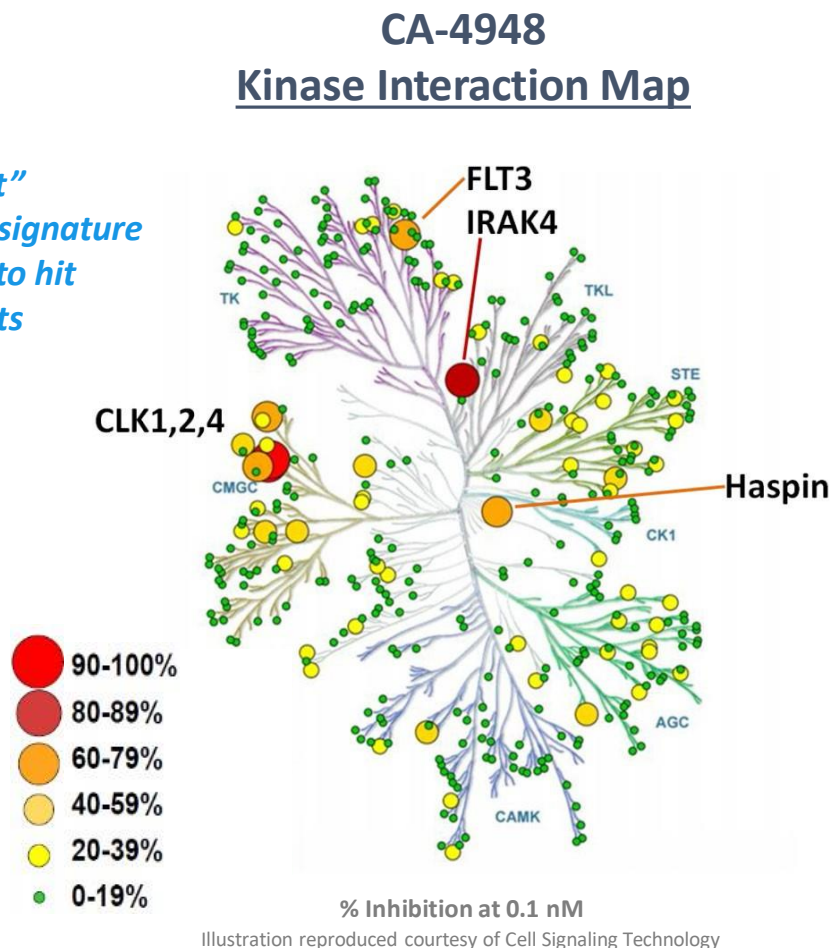 CA-4948
Kinase Interaction Map
t”
signature
to hit
ts
FLT3
IRAK4
TK
TKL
STE
CLK1,2,4
CMGC
Haspin
CK1
AGC
CAMK
90-100%
80-89%
60-79%
40-59%
20-39%
0-19%
% Inhibition at 0.1 nM
Illustration reproduced courtesy of Cell Signaling Technology